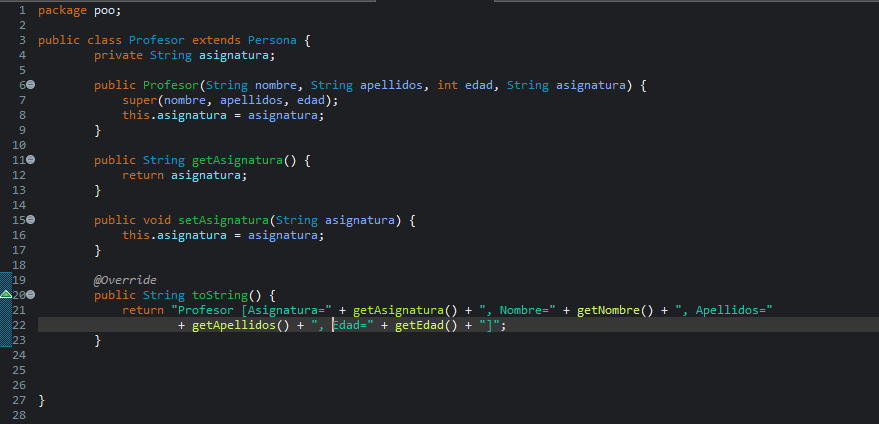 1 package poo;
2
3 public class Profesor extends Persona {
4 private String asignatura;
5
6 public Profesor(String nombre, String apellidos, int edad, String asignatura) {
7 super(nombre, apellidos, edad);
8 this.asignatura = asignatura;
9 }
10
11 public String getAsignatura() {
12 return asignatura;
13 }
14
15 public void setAsignatura(String asignatura) {
16 this.asignatura = asignatura;
17 }
18
19 @Override
20 public String toString() {
21 return "Profesor [Asignatura=" + getAsignatura() + ", Nombre=" + getNombre() + ", Apellidos="
22 + getApellidos() + ", Edad=" + getEdad() + "]";
23 }
24
25
26
27 }
28